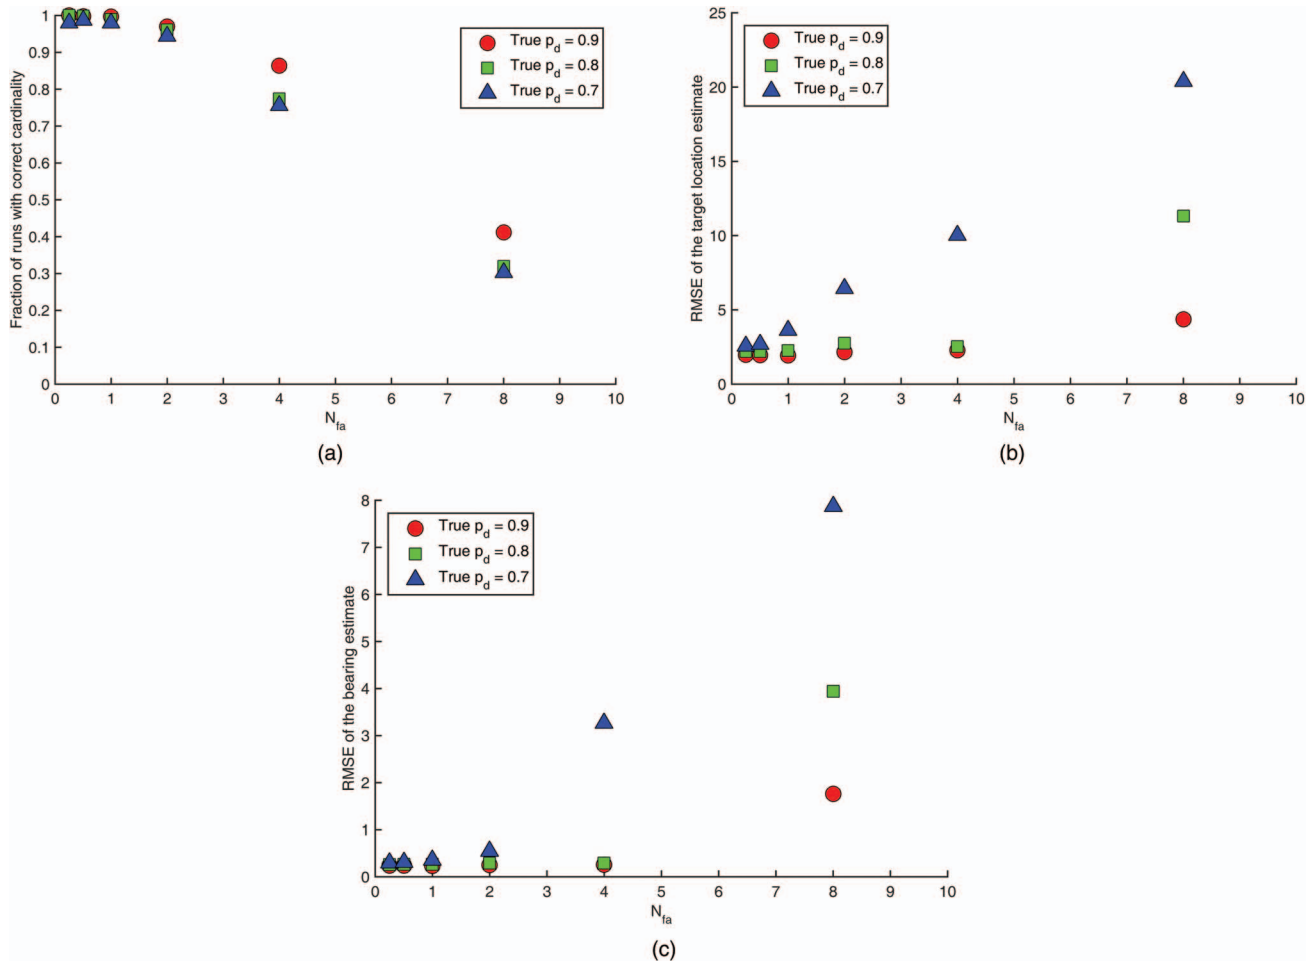 Fraction of runs with correct cardinality
1
0.9
0.8
0.7
0.6
0.5
0.4
0.3
0.2
0.1
0
True p_d = 0.9
True p_d = 0.8
True p_d = 0.7
0 1 2 3 4 5 6 7 8 9 10
N_fa
(a)
RMSE of the target location estimate
25
20
15
10
5
0
True p_d = 0.9
True p_d = 0.8
True p_d = 0.7
0 1 2 3 4 5 6 7 8 9 10
N_fa
(b)
RMSE of the bearing estimate
8
7
6
5
4
3
2
1
0
True p_d = 0.9
True p_d = 0.8
True p_d = 0.7
0 1 2 3 4 5 6 7 8 9 10
N_fa
(c)